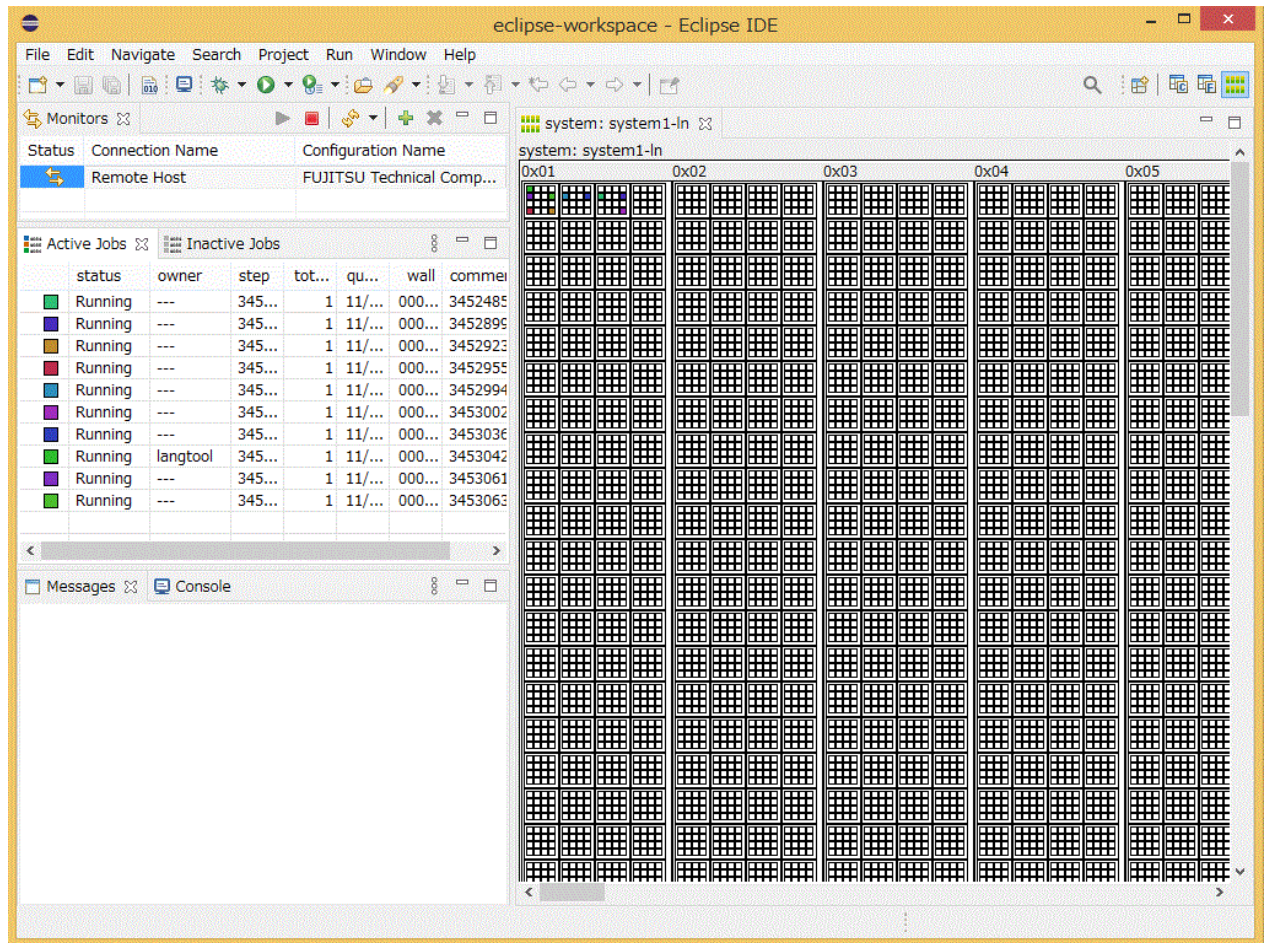 eclipse-workspace - Eclipse IDE
File Edit Navigate Search Project Run Window Help
Monitors
Status Connection Name Configuration Name
Remote Host FUJITSU Technical Comp...
Active Jobs Inactive Jobs
status owner step tot... qu... wall commer
Running --- 345... 1 11/... 000... 3452485
Running --- 345... 1 11/... 000... 3452899
Running --- 345... 1 11/... 000... 3452923
Running --- 345... 1 11/... 000... 3452955
Running --- 345... 1 11/... 000... 3452994
Running --- 345... 1 11/... 000... 3453002
Running --- 345... 1 11/... 000... 3453036
Running langtool 345... 1 11/... 000... 3453042
Running --- 345... 1 11/... 000... 3453061
Running --- 345... 1 11/... 000... 3453063
Messages Console
system: system1-ln
system: system1-ln
0x01 0x02 0x03 0x04 0x05